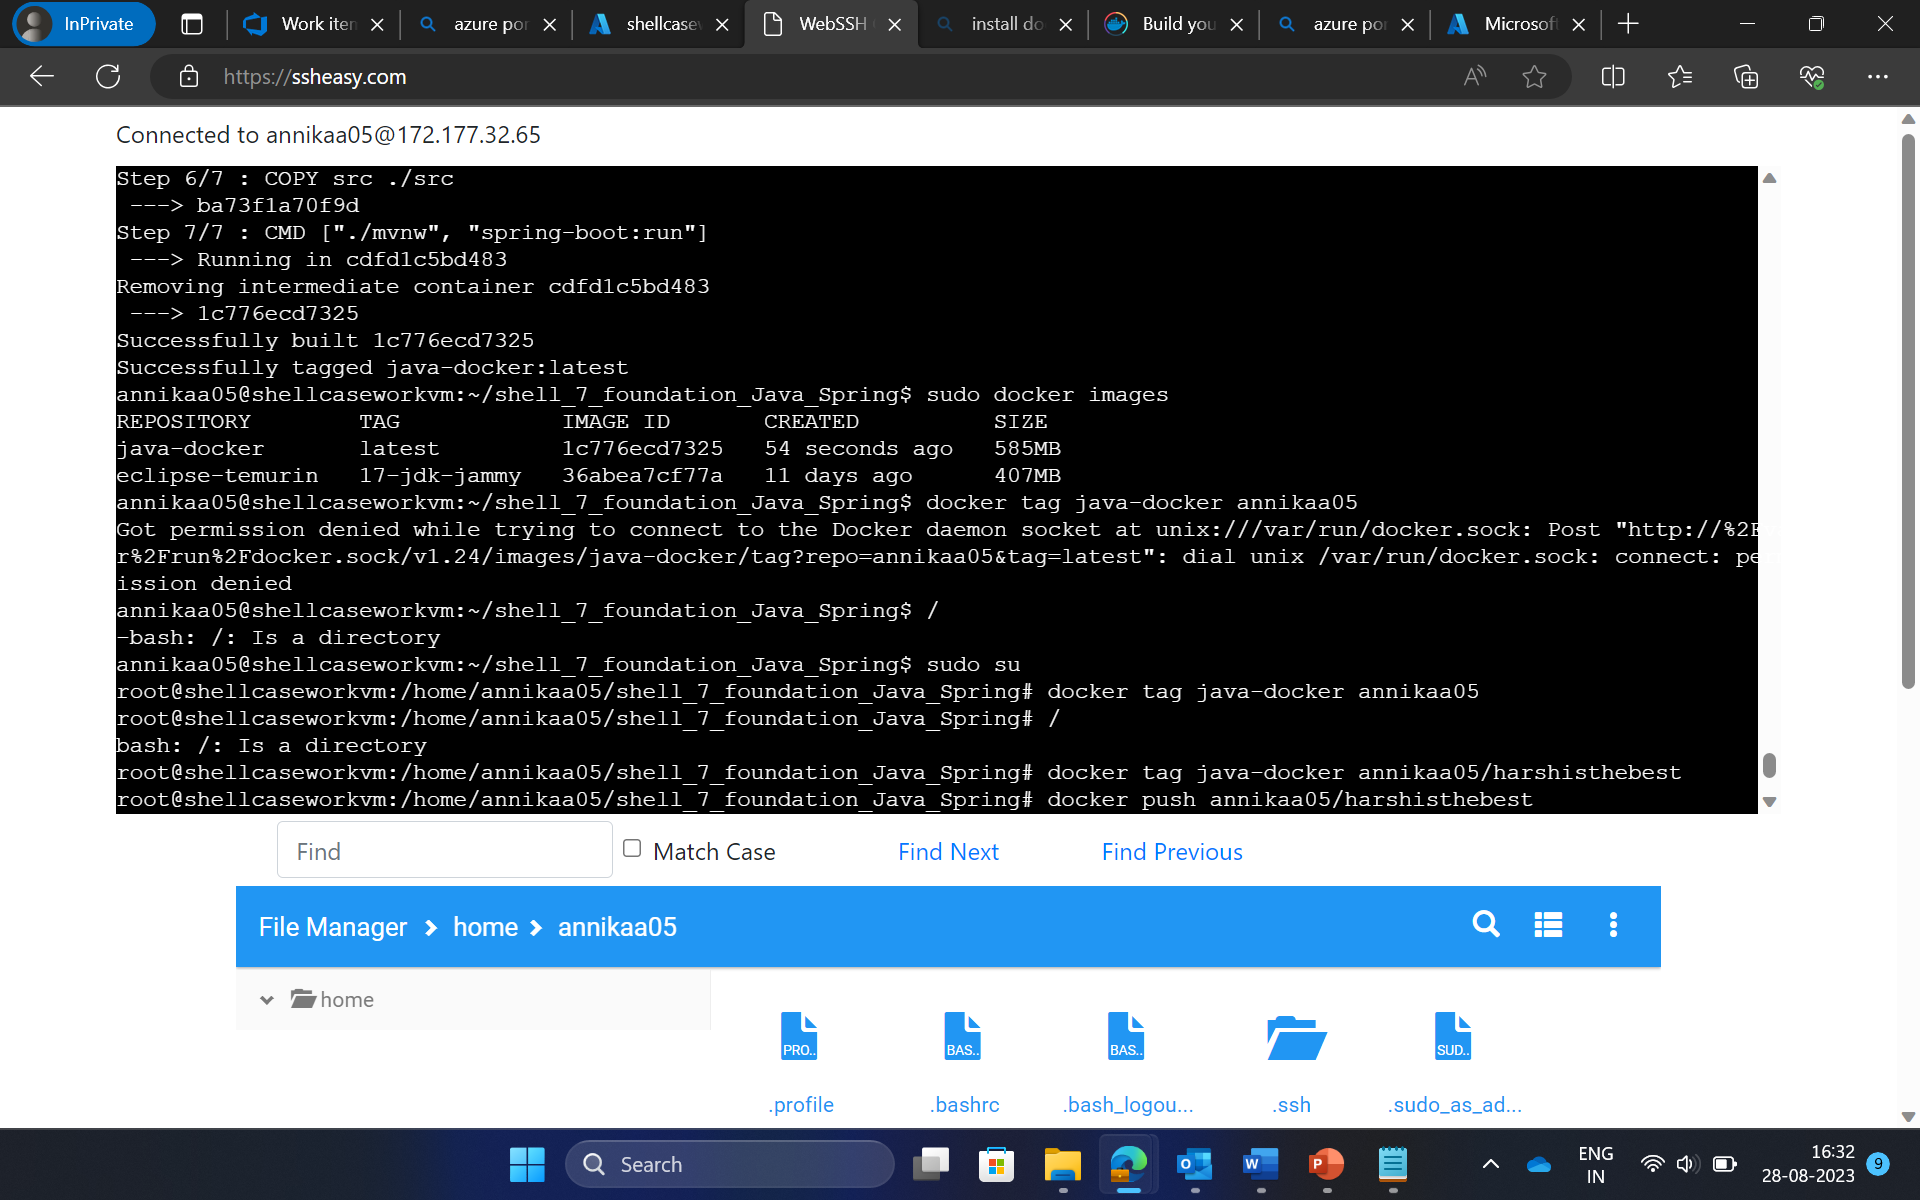 InPrivate
Work iten
azure por
shellcasew
WebSSH
install do
Build you
azure por
Microsoft
https://ssheasy.com
Connected to annikaa05@172.177.32.65
Step 6/7 : COPY src ./src
---> ba73f1a70f9d
Step 7/7 : CMD ["./mvnw", "spring-boot:run"]
---> Running in cdfd1c5bd483
Removing intermediate container cdfd1c5bd483
---> 1c776ecd7325
Successfully built 1c776ecd7325
Successfully tagged java-docker:latest
annikaa05@shellcaseworkvm:~/shell_7_foundation_Java_Spring$ sudo docker images
REPOSITORY TAG IMAGE ID CREATED SIZE
java-docker latest 1c776ecd7325 54 seconds ago 585MB
eclipse-temurin 17-jdk-jammy 36abea7cf77a 11 days ago 407MB
annikaa05@shellcaseworkvm:~/shell_7_foundation_Java_Spring$ docker tag java-docker annikaa05
Got permission denied while trying to connect to the Docker daemon socket at unix:///var/run/docker.sock: Post "http://%2F
r%2Frun%2Fdocker.sock/v1.24/images/java-docker/tag?repo=annikaa05&tag=latest": dial unix /var/run/docker.sock: connect: pe
ission denied
annikaa05@shellcaseworkvm:~/shell_7_foundation_Java_Spring$ /
-bash: /: Is a directory
annikaa05@shellcaseworkvm:~/shell_7_foundation_Java_Spring$ sudo su
root@shellcaseworkvm:/home/annikaa05/shell_7_foundation_Java_Spring# docker tag java-docker annikaa05
root@shellcaseworkvm:/home/annikaa05/shell_7_foundation_Java_Spring# /
bash: /: Is a directory
root@shellcaseworkvm:/home/annikaa05/shell_7_foundation_Java_Spring# docker tag java-docker annikaa05/harshisthebest
root@shellcaseworkvm:/home/annikaa05/shell_7_foundation_Java_Spring# docker push annikaa05/harshisthebest
Find
Match Case
Find Next
Find Previous
File Manager
home
annikaa05
home
PRO..
BAS..
BAS..
SUD..
.profile
.bashrc
.bash_logou...
.ssh
.sudo_as_ad...
Search
ENG
IN
16:32
28-08-2023
9